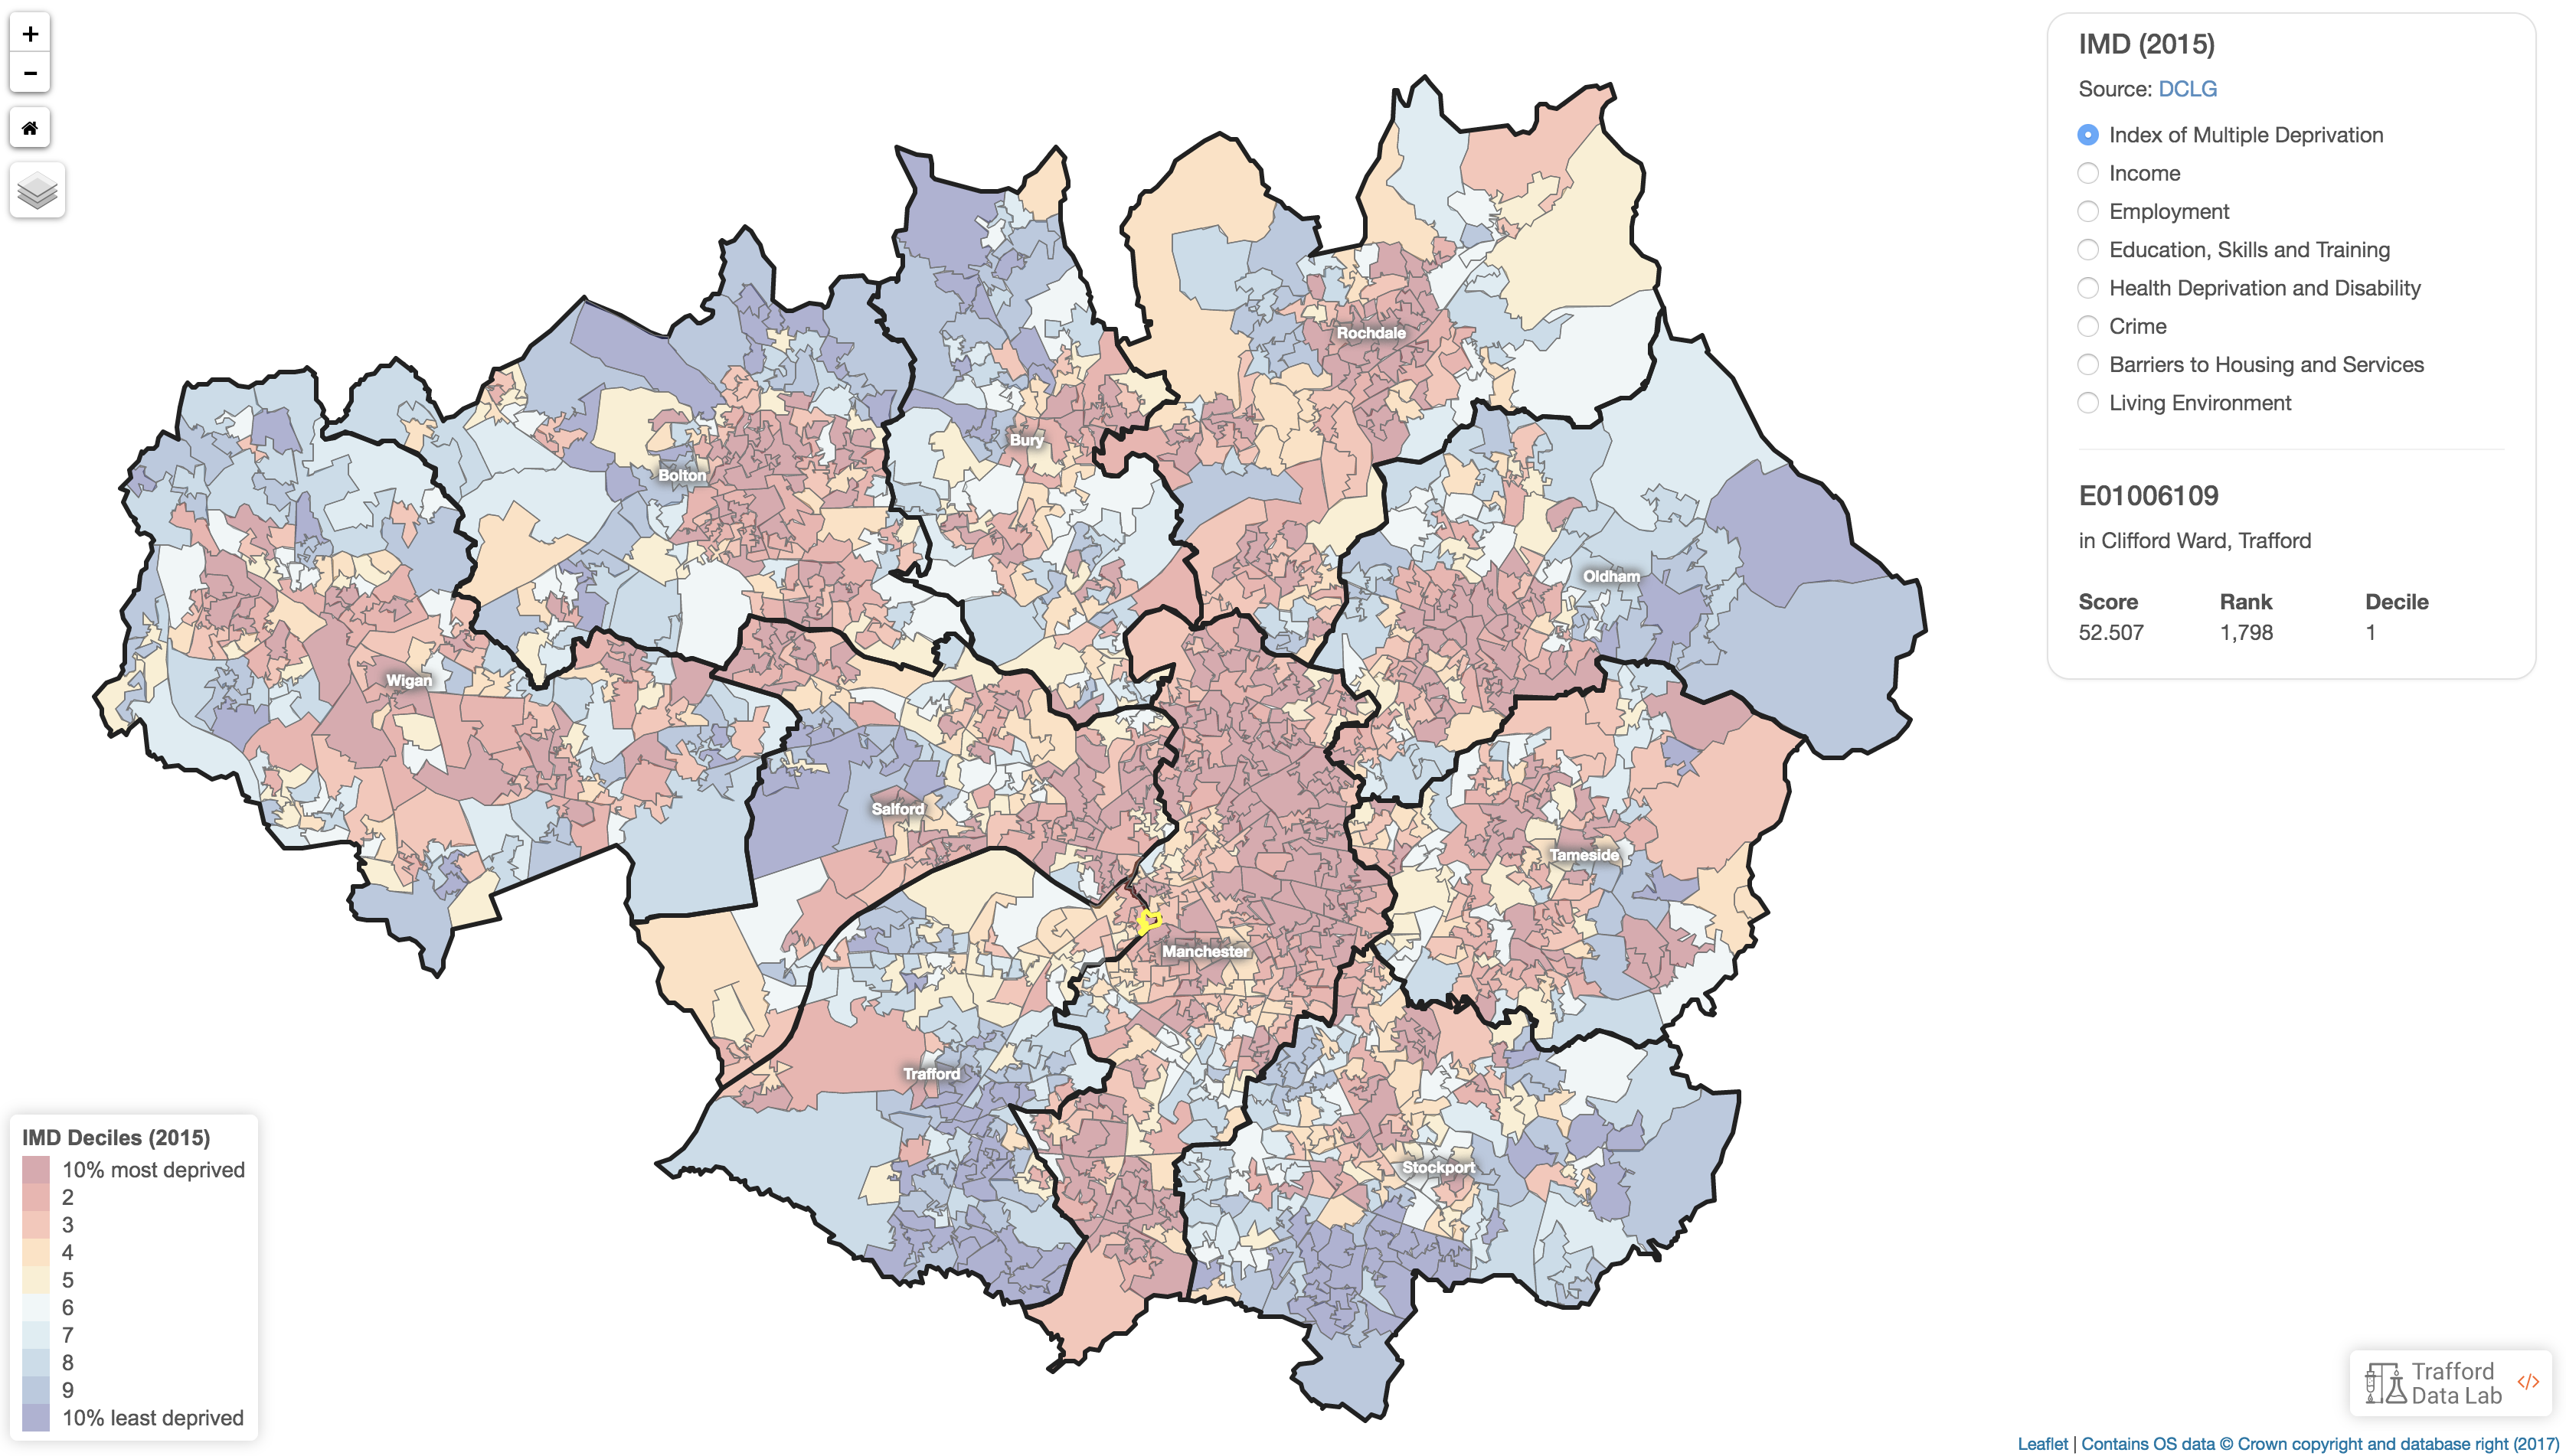 +
−
IMD (2015)
Source: DCLG
Index of Multiple Deprivation
Income
Employment
Education, Skills and Training
Health Deprivation and Disability
Crime
Barriers to Housing and Services
Living Environment
E01006109
in Clifford Ward, Trafford
Score Rank Decile
52.507 1,798 1
Rochdale
Bury
Bolton
Oldham
Wigan
Salford
Tameside
Manchester
Trafford
Stockport
IMD Deciles (2015)
10% most deprived
2
3
4
5
6
7
8
9
10% least deprived
Trafford
Data Lab </>
Leaflet | Contains OS data © Crown copyright and database right (2017)